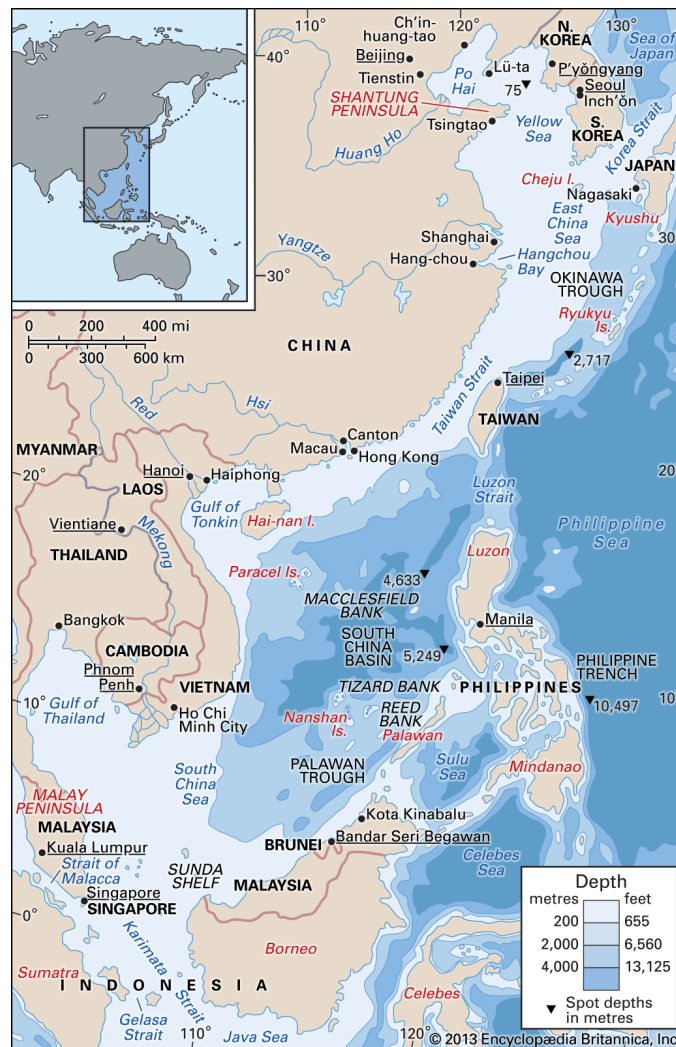 110°
120°
130°
40°
Ch'in-
huang-tao
Beijing
Tienstin
Po
Hai
Lü-ta
75
N.
KOREA
Sea of
Japan
P'yŏngyang
Seoul
Inch'ŏn
SHANTUNG
PENINSULA
Tsingtao
Yellow
Sea
S.
KOREA
Korea Strait
Huang Ho
JAPAN
Cheju I.
Nagasaki
Kyushu
East
China
Sea
30
Shanghai
Hang-chou
Hangchou
Bay
Yangtze
30°
OKINAWA
TROUGH
Ryukyu
Is.
0 200 400 mi
0 300 600 km
CHINA
2,717
Taipei
Taiwan Strait
TAIWAN
Hsi
Red
Canton
Macau
Hong Kong
MYANMAR
20°
20
Hanoi
Haiphong
LAOS
Gulf of
Tonkin
Hai-nan I.
Luzon
Strait
Philippine
Sea
Vientiane
Mekong
THAILAND
Luzon
Paracel Is.
4,633
MACCLESFIELD
BANK
Bangkok
SOUTH
CHINA
BASIN
Manila
5,249
CAMBODIA
Phnom
Penh
VIETNAM
TIZARD BANK
PHILIPPINES
PHILIPPINE
TRENCH
10,497
10°
10
Gulf of
Thailand
Ho Chi
Minh City
Nanshan
Is.
REED
BANK
Palawan
PALAWAN
TROUGH
Sulu
Sea
Mindanao
South
China
Sea
MALAY
PENINSULA
MALAYSIA
Kuala Lumpur
Strait of
Malacca
Kota Kinabalu
BRUNEI
Bandar Seri Begawan
SUNDA
SHELF
MALAYSIA
Celebes
Sea
Singapore
SINGAPORE
0°
Karimata Strait
Borneo
Sumatra
INDONESIA
Celebes
Gelasa
Strait
110°
Java Sea
120°
Depth
metres feet
200 655
2,000 6,560
4,000 13,125
Spot depths
in metres
© 2013 Encyclopædia Britannica, Inc